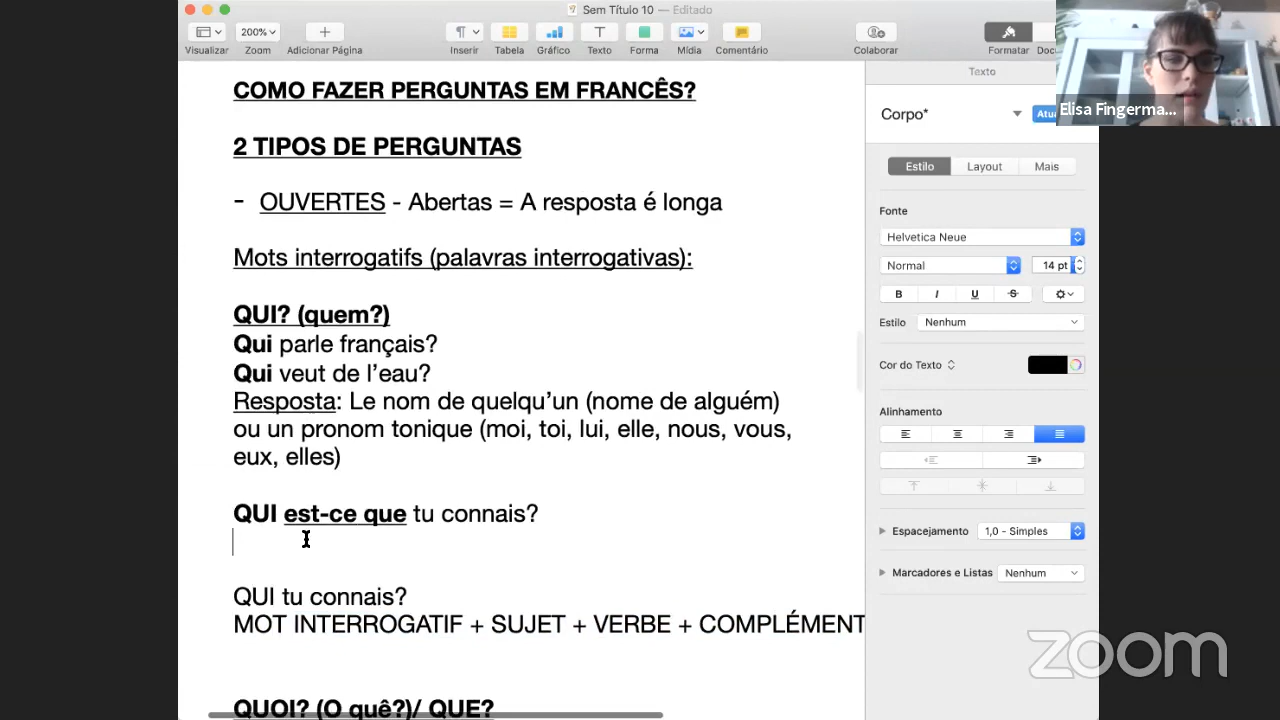 Sem Título 10 — Editado
200%
Visualizar Zoom Adicionar Página Inserir Tabela Gráfico Texto Forma Mídia Comentário Colaborar Formatar
Texto
Elisa Fingerma...
COMO FAZER PERGUNTAS EM FRANCÊS?
2 TIPOS DE PERGUNTAS
- OUVERTES - Abertas = A resposta é longa
Mots interrogatifs (palavras interrogativas):
QUI? (quem?)
Qui parle français?
Qui veut de l’eau?
Resposta: Le nom de quelqu’un (nome de alguém)
ou un pronom tonique (moi, toi, lui, elle, nous, vous,
eux, elles)
QUI est-ce que tu connais?
QUI tu connais?
MOT INTERROGATIF + SUJET + VERBE + COMPLÉMENT
QUOI? (O quê?)/ QUE?
Corpo*
Estilo Layout Mais
Fonte
Helvetica Neue
Normal 14 pt
B I U S
Estilo Nenhum
Cor do Texto
Alinhamento
Espacejamento 1,0 - Simples
Marcadores e Listas Nenhum
zoom